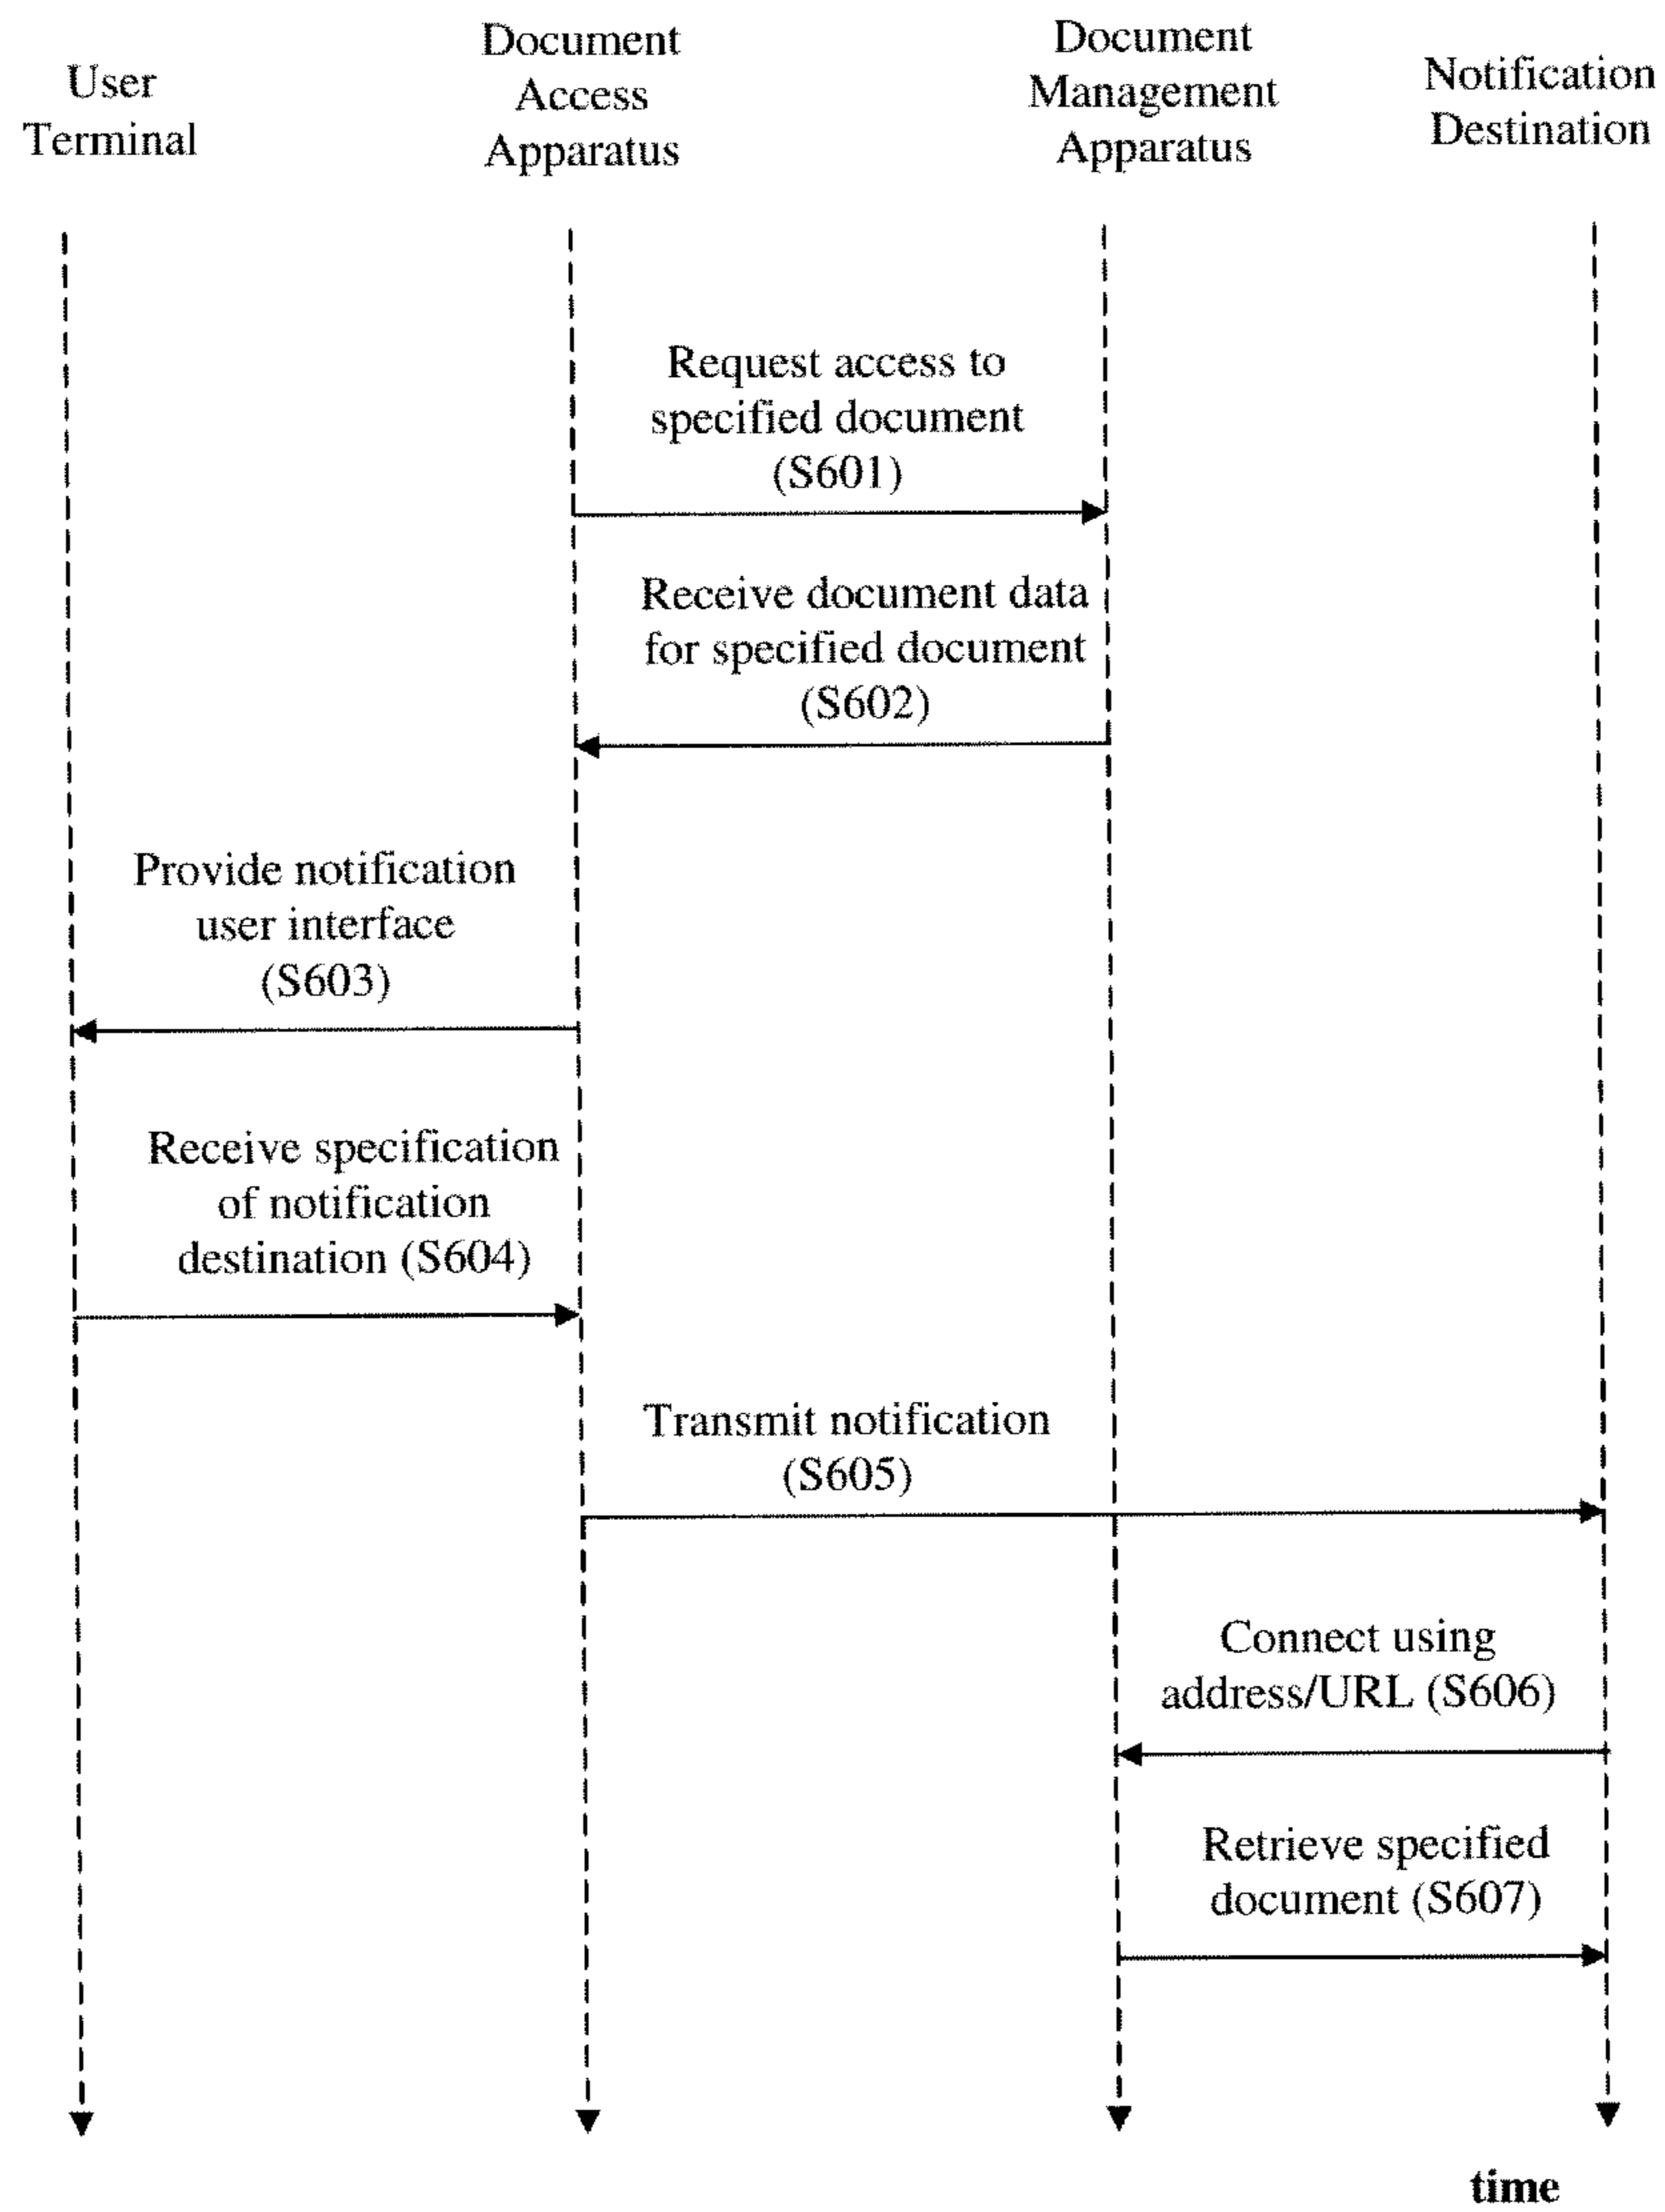 User
Terminal
Document
Access
Apparatus
Document
Management
Apparatus
Notification
Destination
Request access to
specified document
(S601)
Receive document data
for specified document
(S602)
Provide notification
user interface
(S603)
Receive specification
of notification
destination (S604)
Transmit notification
(S605)
Connect using
address/URL (S606)
Retrieve specified
document (S607)
time